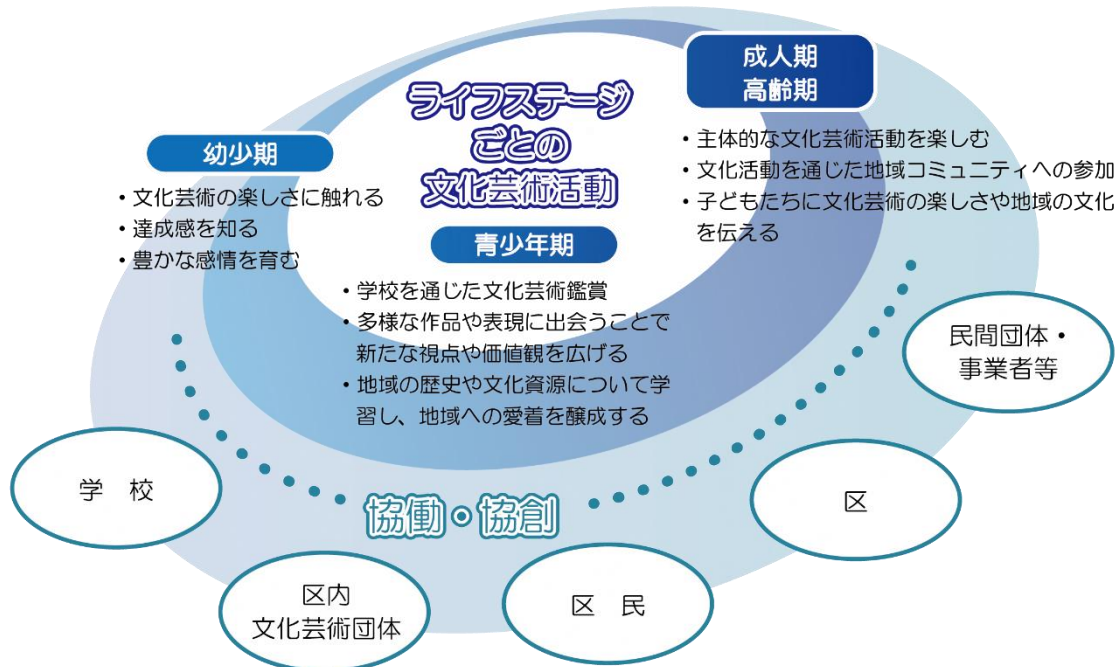 ライフステージ
ごとの
文化芸術活動
幼少期
・文化芸術の楽しさに触れる
・達成感を知る
・豊かな感情を育む
青少年期
・学校を通じた文化芸術鑑賞
・多様な作品や表現に出会うことで
新たな視点や価値観を広げる
・地域の歴史や文化資源について学
習し、地域への愛着を醸成する
成人期
高齢期
・主体的な文化芸術活動を楽しむ
・文化活動を通じた地域コミュニティへの参加
・子どもたちに文化芸術の楽しさや地域の文化
を伝える
協働・協創
学 校
区内
文化芸術団体
区 民
区
民間団体・
事業者等